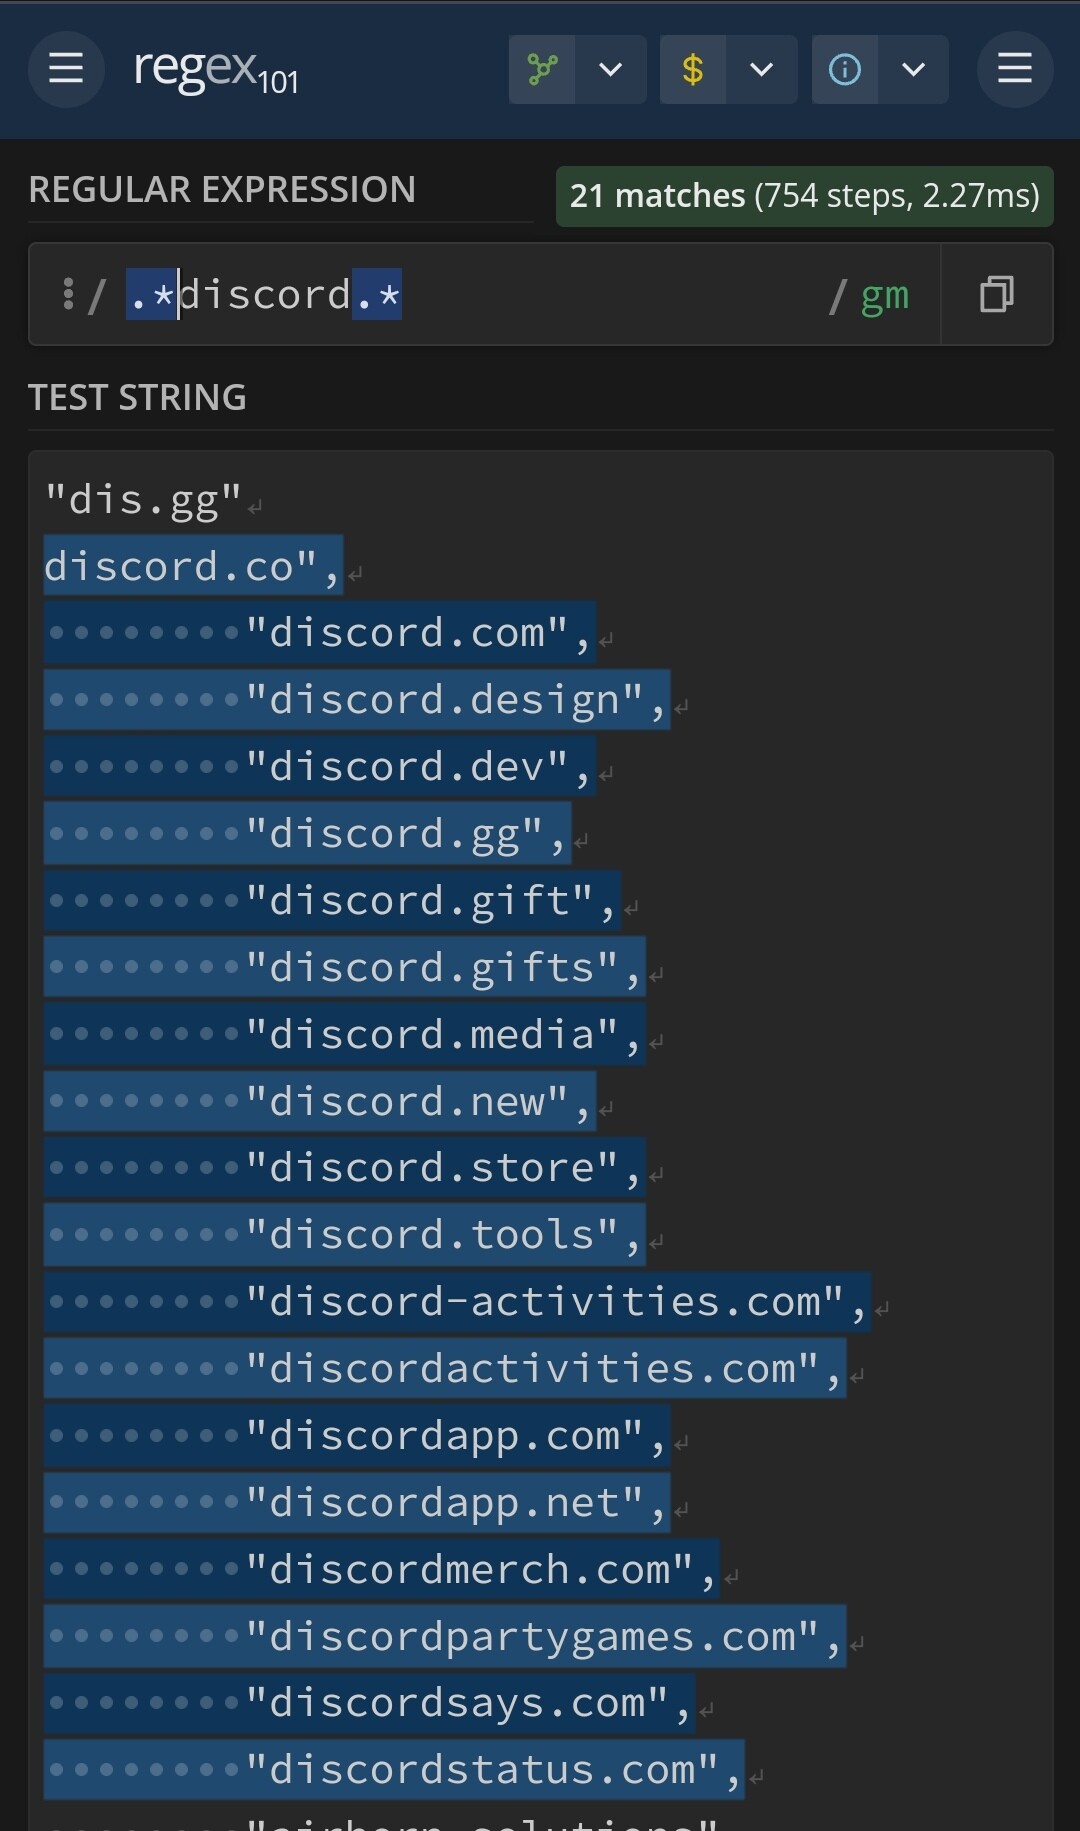 regex101
REGULAR EXPRESSION
21 matches (754 steps, 2.27ms)
/ .*discord.* / gm
TEST STRING
"dis.gg"
discord.co",
"discord.com",
"discord.design",
"discord.dev",
"discord.gg",
"discord.gift",
"discord.gifts",
"discord.media",
"discord.new",
"discord.store",
"discord.tools",
"discord-activities.com",
"discordactivities.com",
"discordapp.com",
"discordapp.net",
"discordmerch.com",
"discordpartygames.com",
"discordsays.com",
"discordstatus.com",